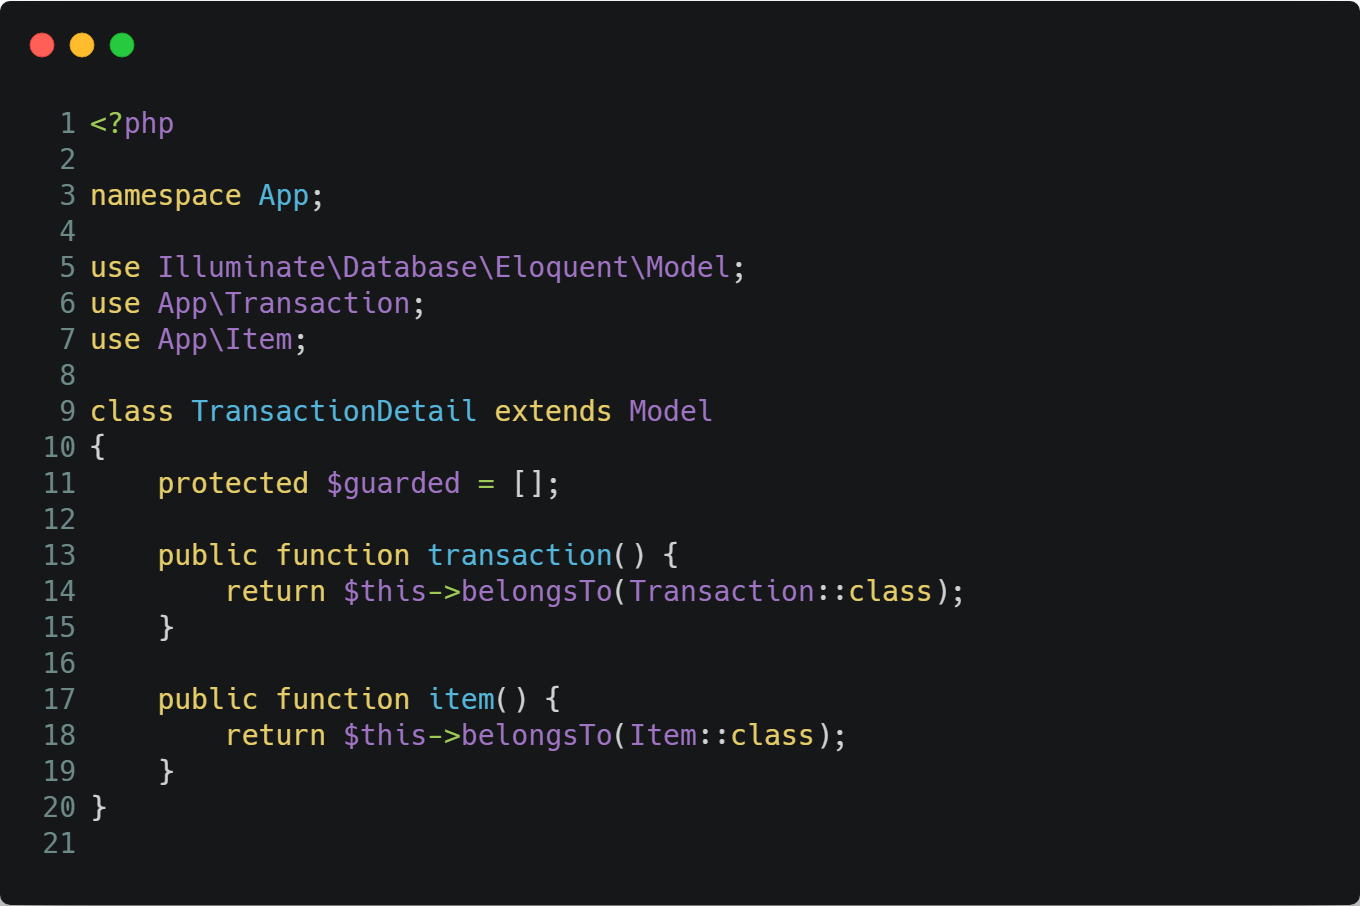 1 <?php
2
3 namespace App;
4
5 use Illuminate\Database\Eloquent\Model;
6 use App\Transaction;
7 use App\Item;
8
9 class TransactionDetail extends Model
10 {
11     protected $guarded = [];
12
13     public function transaction() {
14         return $this->belongsTo(Transaction::class);
15     }
16
17     public function item() {
18         return $this->belongsTo(Item::class);
19     }
20 }
21